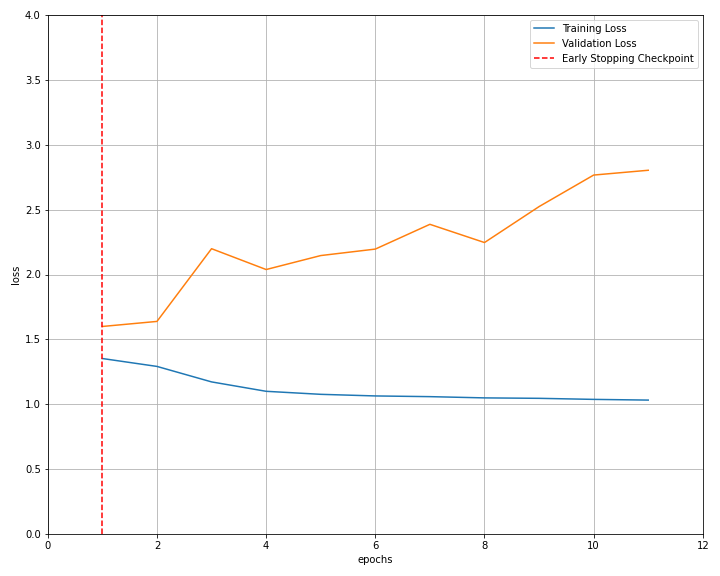 4.0
3.5
3.0
2.5
2.0
1.5
1.0
0.5
0.0
loss
Training Loss
Validation Loss
Early Stopping Checkpoint
0 2 4 6 8 10 12
epochs